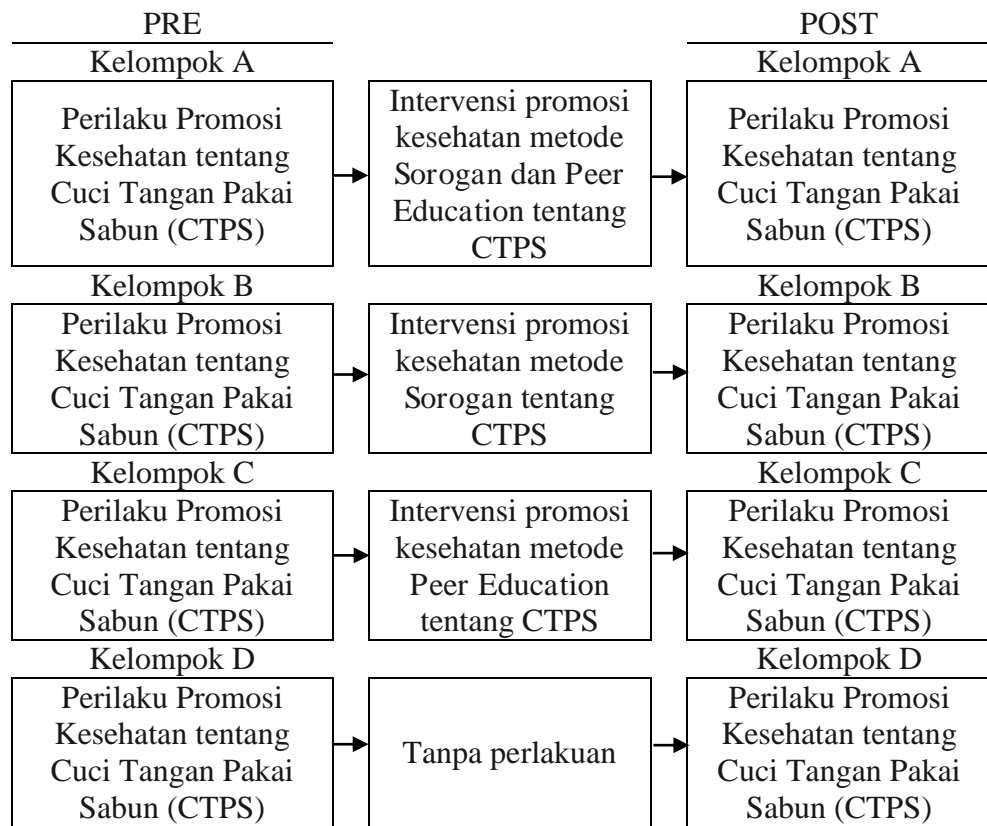 PRE
POST
Kelompok A
Kelompok A
Perilaku Promosi
Kesehatan tentang
Cuci Tangan Pakai
Sabun (CTPS)
Intervensi promosi
kesehatan metode
Sorogan dan Peer
Education tentang
CTPS
Perilaku Promosi
Kesehatan tentang
Cuci Tangan Pakai
Sabun (CTPS)
Kelompok B
Kelompok B
Perilaku Promosi
Kesehatan tentang
Cuci Tangan Pakai
Sabun (CTPS)
Intervensi promosi
kesehatan metode
Sorogan tentang
CTPS
Perilaku Promosi
Kesehatan tentang
Cuci Tangan Pakai
Sabun (CTPS)
Kelompok C
Kelompok C
Perilaku Promosi
Kesehatan tentang
Cuci Tangan Pakai
Sabun (CTPS)
Intervensi promosi
kesehatan metode
Peer Education
tentang CTPS
Perilaku Promosi
Kesehatan tentang
Cuci Tangan Pakai
Sabun (CTPS)
Kelompok D
Kelompok D
Perilaku Promosi
Kesehatan tentang
Cuci Tangan Pakai
Sabun (CTPS)
Tanpa perlakuan
Perilaku Promosi
Kesehatan tentang
Cuci Tangan Pakai
Sabun (CTPS)